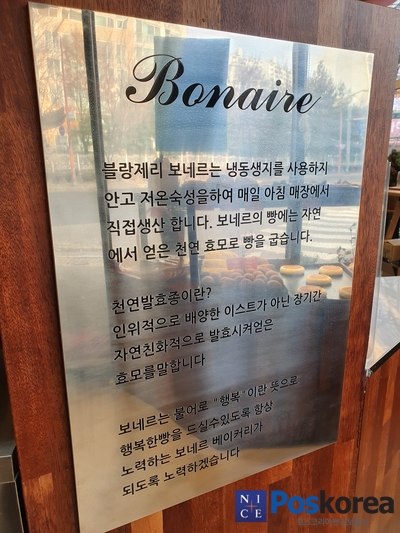 Bonaire
블랑제리 보네르는 냉동생지를 사용하지
안고 저온숙성을하여 매일 아침 매장에서
직접생산 합니다. 보네르의 빵에는 자연
에서 얻은 천연 효모로 빵을 굽습니다.
천연발효종이란?
인위적으로 배양한 이스트가 아닌 장기간
자연친화적으로 발효시켜얻은
효모를말합니다
보네르는 불어로 "행복"이란 뜻으로
행복한빵을 드실수있도록 항상
노력하는 보네르 베이커리가
되도록 노력하겠습니다
NICE Poskorea